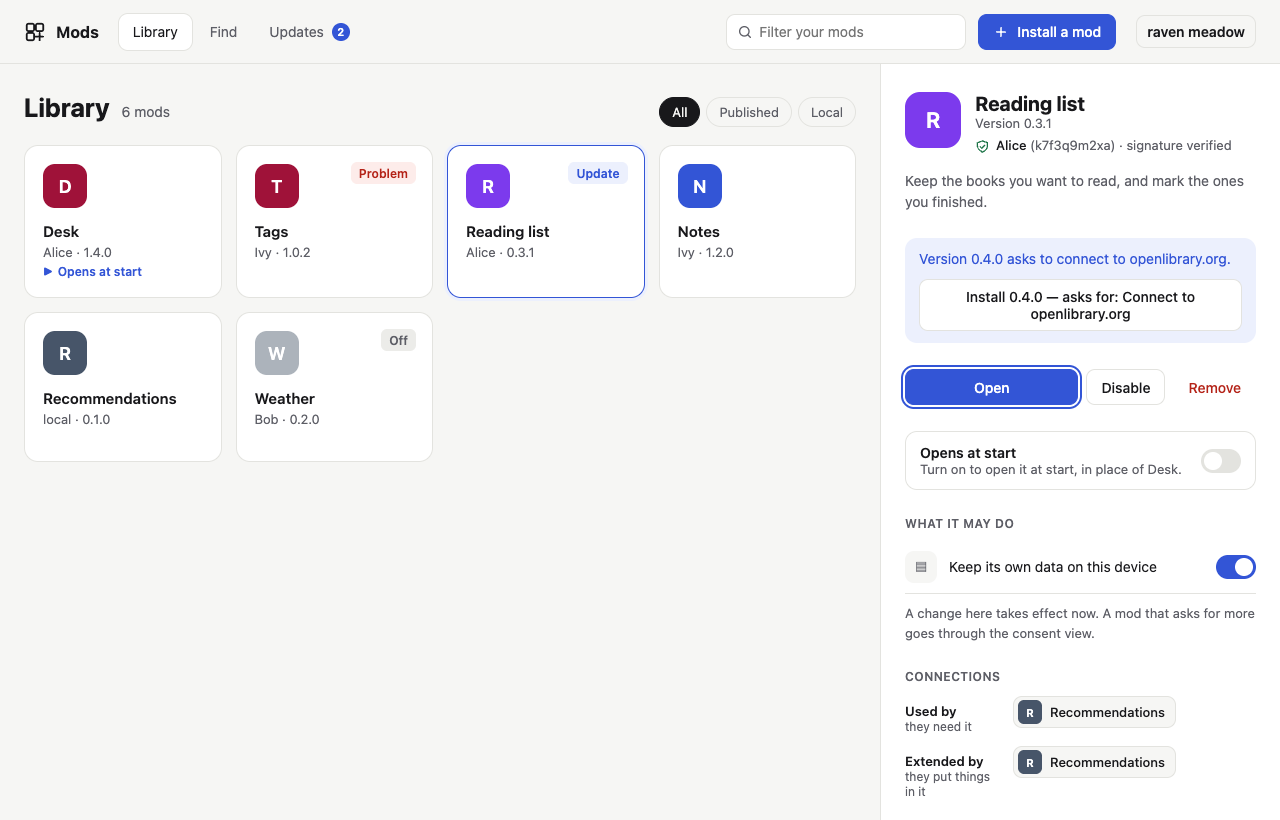 Mods
Library
Find
Updates 2
Filter your mods
+ Install a mod
raven meadow
Library 6 mods
All
Published
Local
D
Desk
Alice · 1.4.0
▶ Opens at start
T
Problem
Tags
Ivy · 1.0.2
R
Update
Reading list
Alice · 0.3.1
N
Notes
Ivy · 1.2.0
R
Recommendations
local · 0.1.0
W
Off
Weather
Bob · 0.2.0
R
Reading list
Version 0.3.1
Alice (k7f3q9m2xa) · signature verified
Keep the books you want to read, and mark the ones
you finished.
Version 0.4.0 asks to connect to openlibrary.org.
Install 0.4.0 — asks for: Connect to
openlibrary.org
Open
Disable
Remove
Opens at start
Turn on to open it at start, in place of Desk.
WHAT IT MAY DO
Keep its own data on this device
A change here takes effect now. A mod that asks for more
goes through the consent view.
CONNECTIONS
Used by
they need it
R Recommendations
Extended by
they put things
in it
R Recommendations